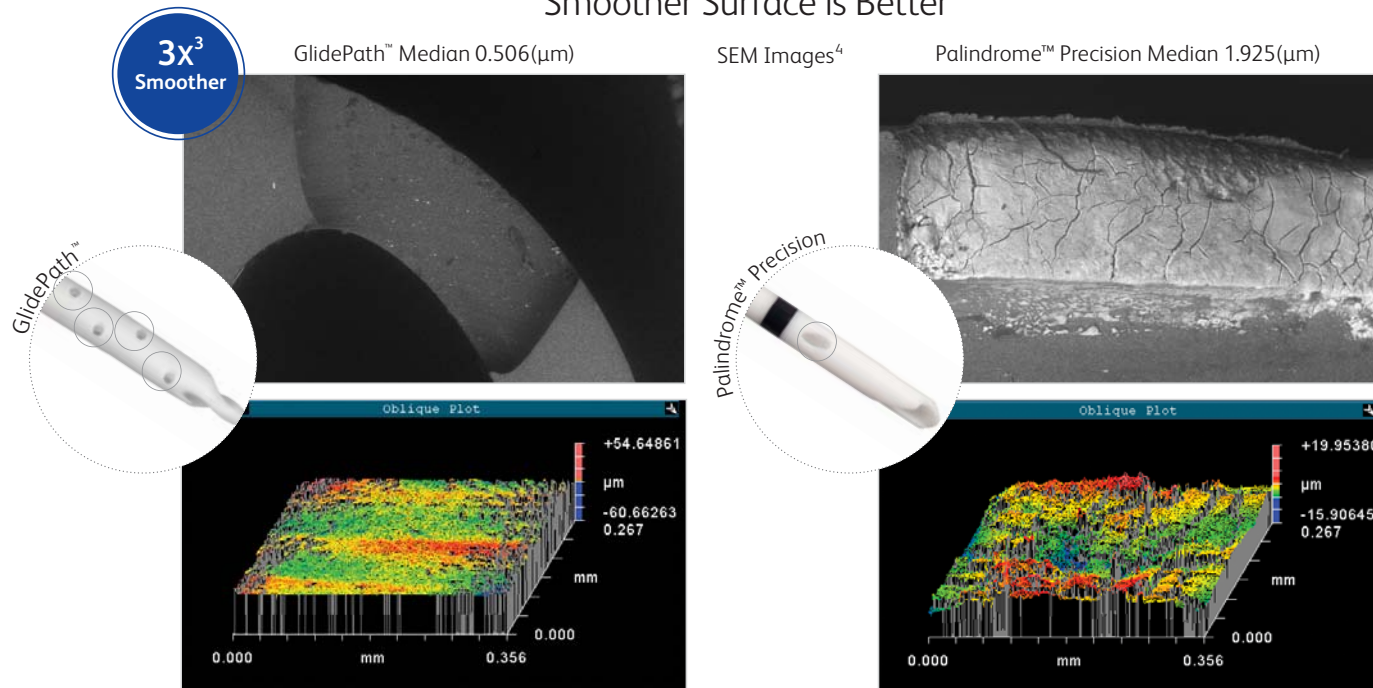 Smoother Surface is Better
3x³
Smoother
GlidePath™ Median 0.506(µm)
SEM Images⁴
Palindrome™ Precision Median 1.925(µm)
GlidePath™
Palindrome™ Precision
Oblique Plot
+54.64861
µm
-60.66263
0.267
mm
0.000
0.000
mm
0.356
Oblique Plot
+19.95380
µm
-15.90645
0.267
mm
0.000
0.000
mm
0.356